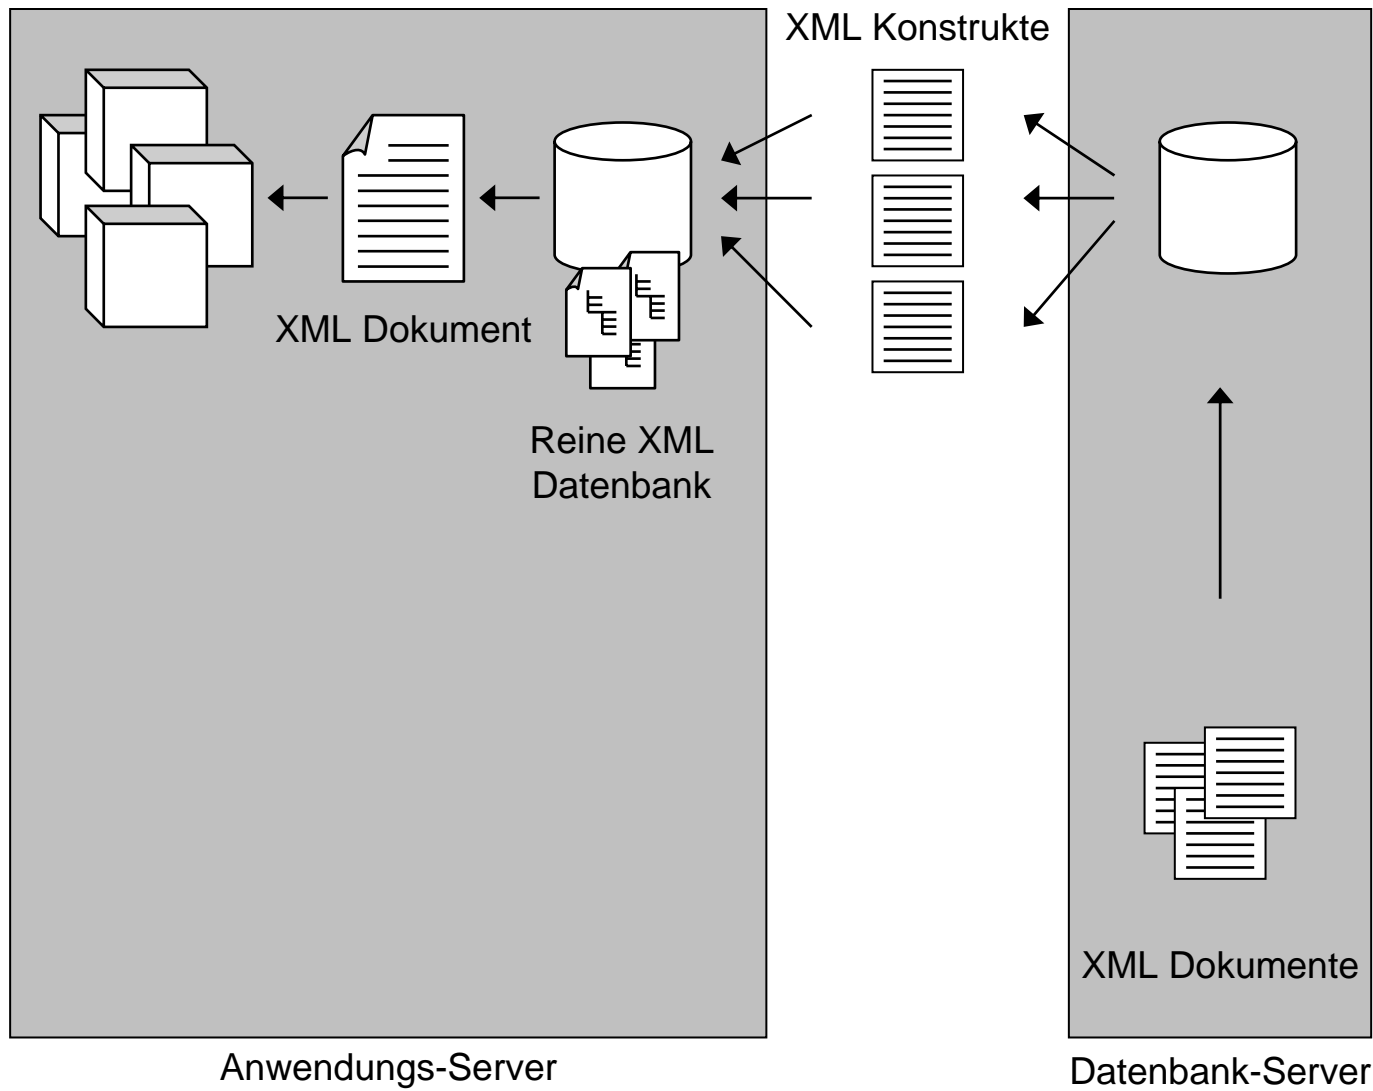 XML Konstrukte
XML Dokument
Reine XML
Datenbank
XML Dokumente
Anwendungs-Server
Datenbank-Server